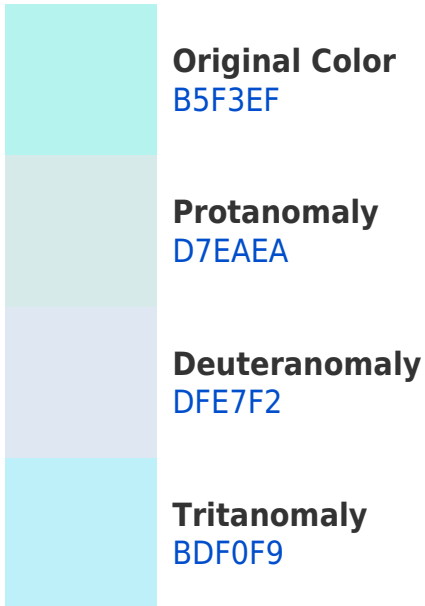 Original Color
B5F3EF
Protanomaly
D7EAEA
Deuteranomaly
DFE7F2
Tritanomaly
BDF0F9